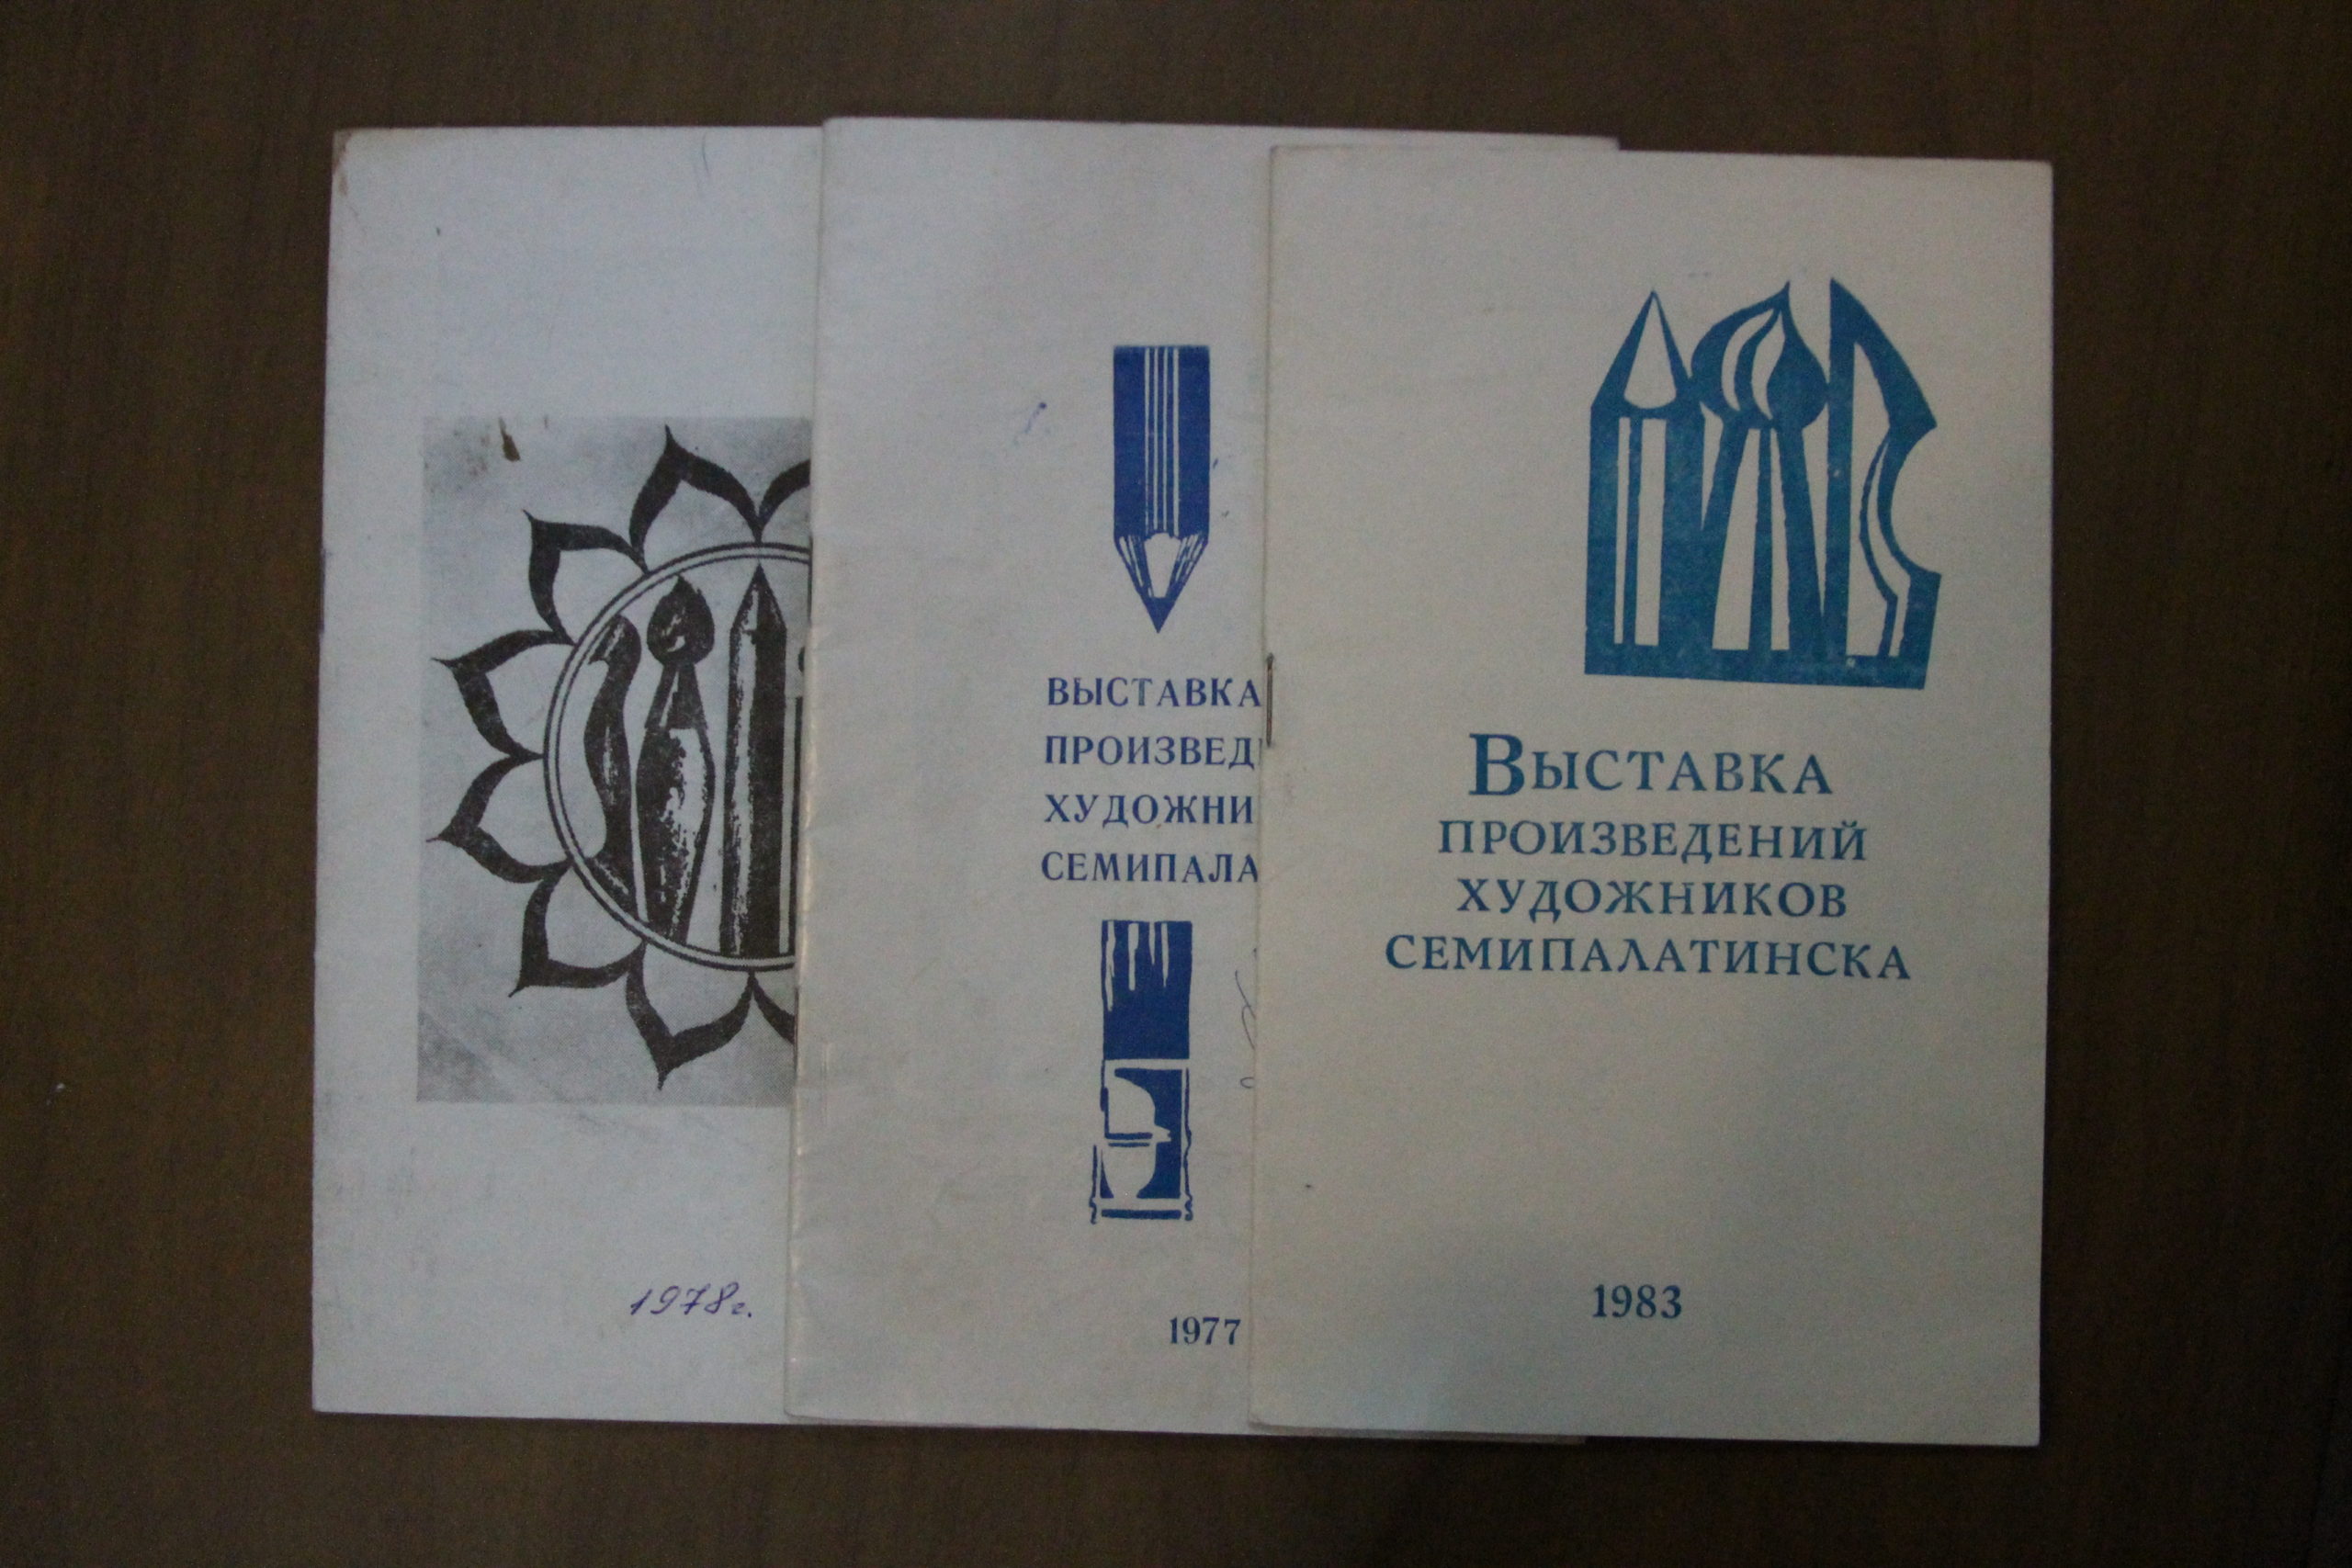 1978г.
ВЫСТАВКА
ПРОИЗВЕД
ХУДОЖНИ
СЕМИПАЛА
1977
ВЫСТАВКА
ПРОИЗВЕДЕНИЙ
ХУДОЖНИКОВ
СЕМИПАЛАТИНСКА
1983